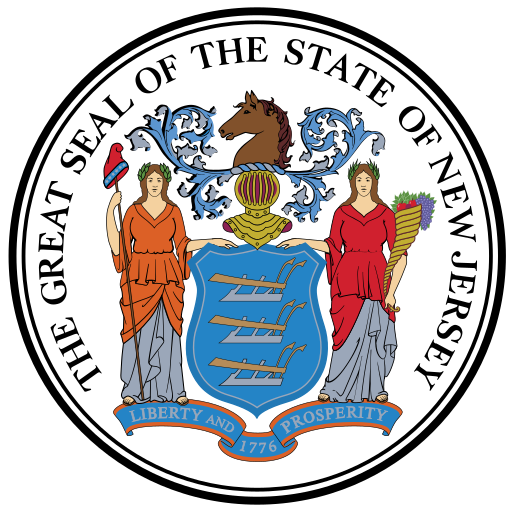 THE GREAT SEAL OF THE STATE OF NEW JERSEY
LIBERTY AND
1776
PROSPERITY